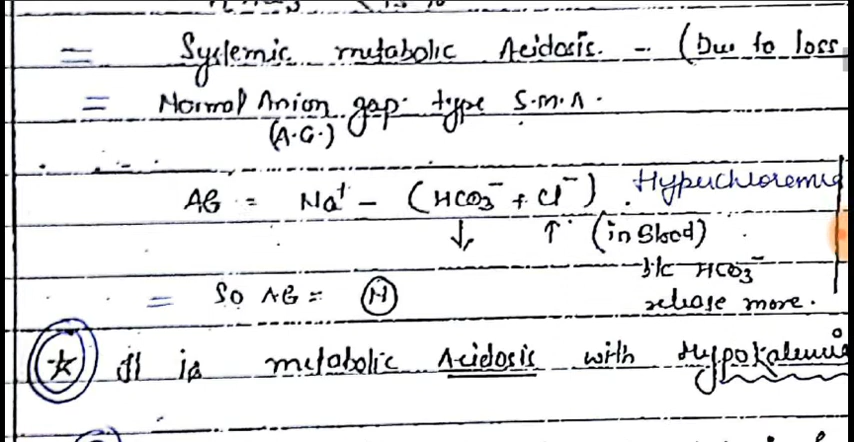 = Systemic metabolic Acidosis. - (Due to loss
= Normal Anion gap type S.M.A.
(A.G.)
AG = Na⁺ - (HCO₃⁻ + Cl⁻). Hyperchloremia
↓ ↑ (in Blood)
b/c HCO₃⁻
= So AG = Ⓝ release more.
☆ It is metabolic Acidosis with Hypokalemia